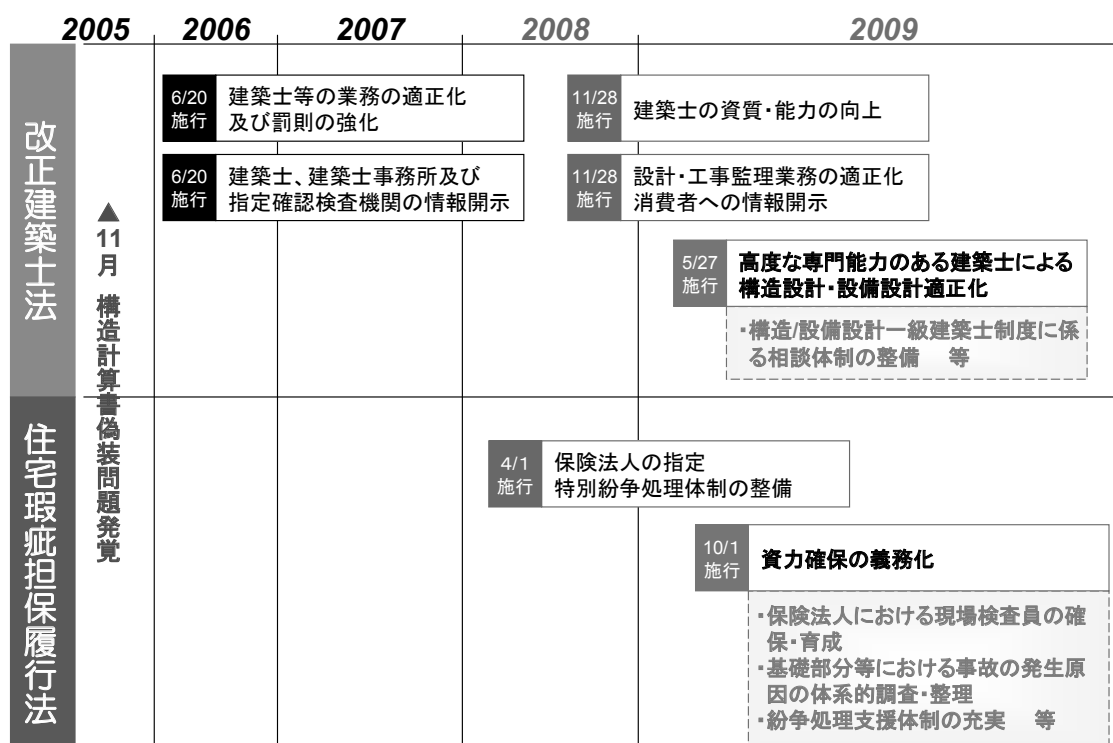 2005 2006 2007 2008 2009
改正建築士法
▲11月 構造計算書偽装問題発覚
6/20
施行
建築士等の業務の適正化
及び罰則の強化
11/28
施行
建築士の資質・能力の向上
6/20
施行
建築士、建築士事務所及び
指定確認検査機関の情報開示
11/28
施行
設計・工事監理業務の適正化
消費者への情報開示
5/27
施行
高度な専門能力のある建築士による
構造設計・設備設計適正化
・構造/設備設計一級建築士制度に係
る相談体制の整備 等
住宅瑕疵担保履行法
4/1
施行
保険法人の指定
特別紛争処理体制の整備
10/1
施行
資力確保の義務化
・保険法人における現場検査員の確
保・育成
・基礎部分等における事故の発生原
因の体系的調査・整理
・紛争処理支援体制の充実 等